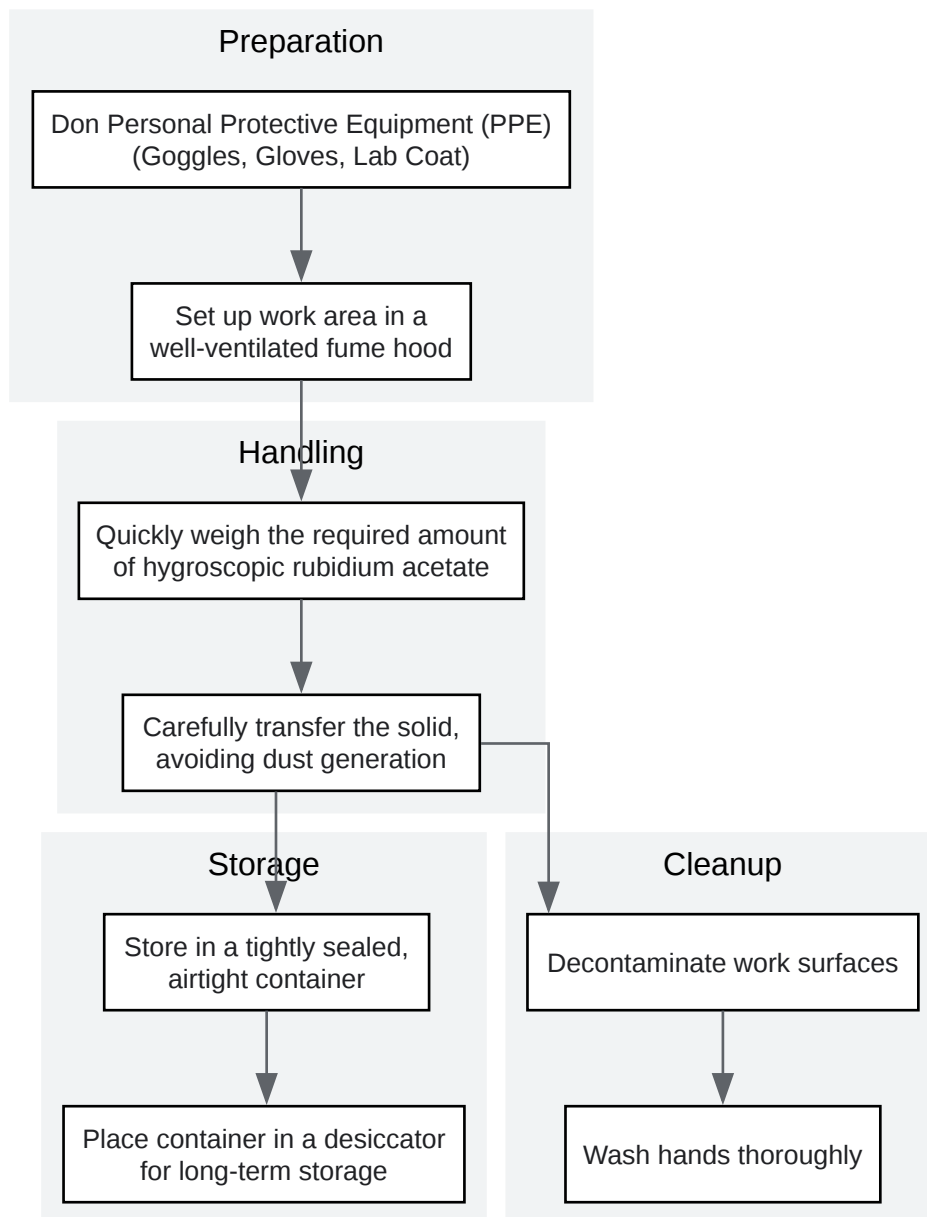 Preparation
Don Personal Protective Equipment (PPE)
(Goggles, Gloves, Lab Coat)
Set up work area in a
well-ventilated fume hood
Handling
Quickly weigh the required amount
of hygroscopic rubidium acetate
Carefully transfer the solid,
avoiding dust generation
Storage
Store in a tightly sealed,
airtight container
Place container in a desiccator
for long-term storage
Cleanup
Decontaminate work surfaces
Wash hands thoroughly